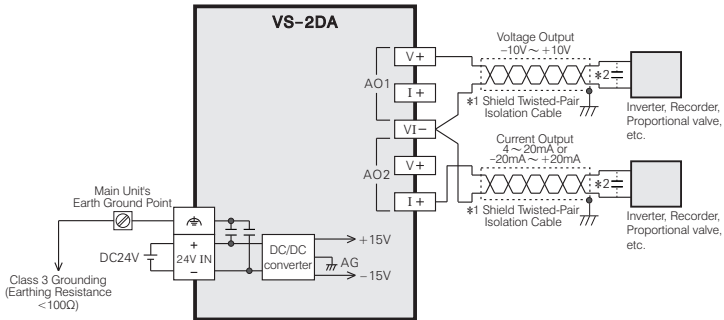 VS-2DA
Voltage Output
–10V～+10V
V+
AO1
I+
VI–
AO2
V+
I+
*2
*1 Shield Twisted-Pair
Isolation Cable
Inverter, Recorder,
Proportional valve,
etc.
Current Output
4～20mA or
–20mA～+20mA
*2
*1 Shield Twisted-Pair
Isolation Cable
Inverter, Recorder,
Proportional valve,
etc.
Main Unit's
Earth Ground Point
DC24V
+
24V IN
–
DC/DC
converter
+15V
AG
–15V
Class 3 Grounding
(Earthing Resistance
<100Ω)